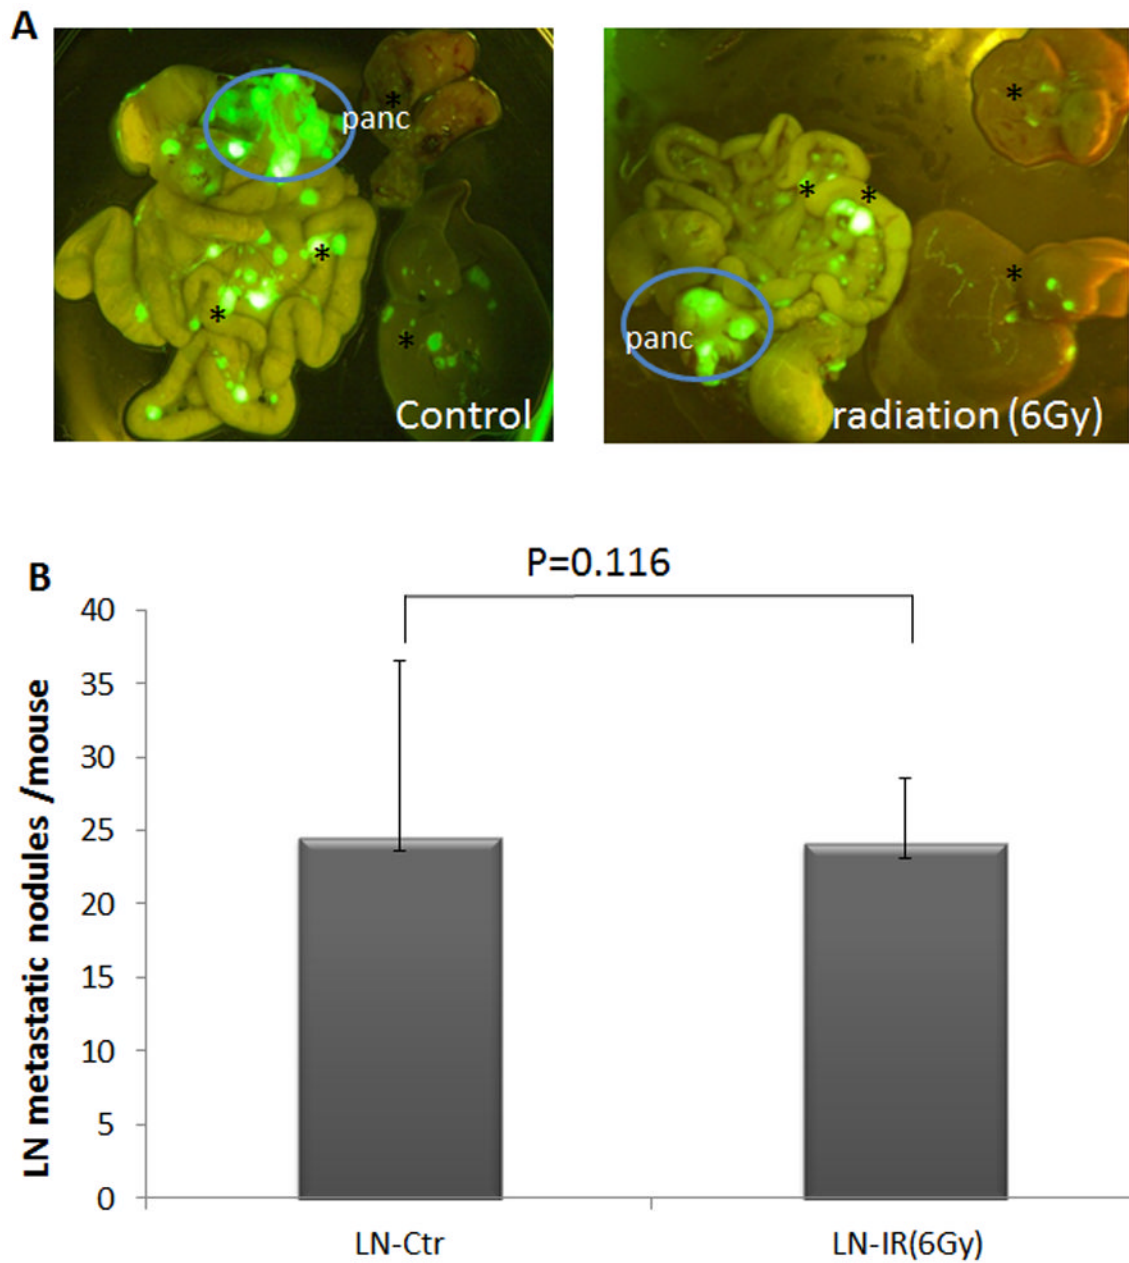 A
panc
*
*
*
*
Control
*
*
*
*
panc
radiation (6Gy)
B
P=0.116
40
35
30
25
20
15
10
5
0
LN metastatic nodules /mouse
LN-Ctr
LN-IR(6Gy)